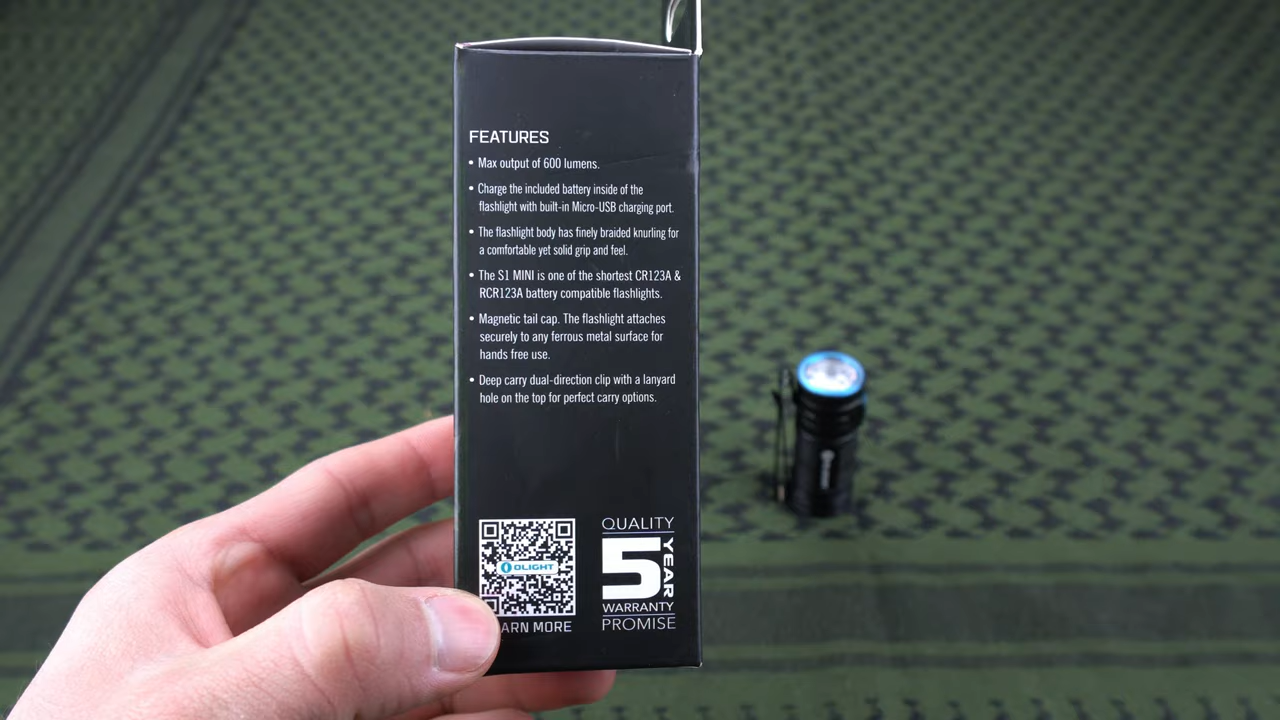 FEATURES
• Max output of 600 lumens.
• Charge the included battery inside of the
flashlight with built-in Micro-USB charging port.
• The flashlight body has finely braided knurling for
a comfortable yet solid grip and feel.
• The S1 MINI is one of the shortest CR123A &
RCR123A battery compatible flashlights.
• Magnetic tail cap. The flashlight attaches
securely to any ferrous metal surface for
hands free use.
• Deep carry dual-direction clip with a lanyard
hole on the top for perfect carry options.
OLIGHT
ARN MORE
QUALITY
5 YEAR
WARRANTY
PROMISE